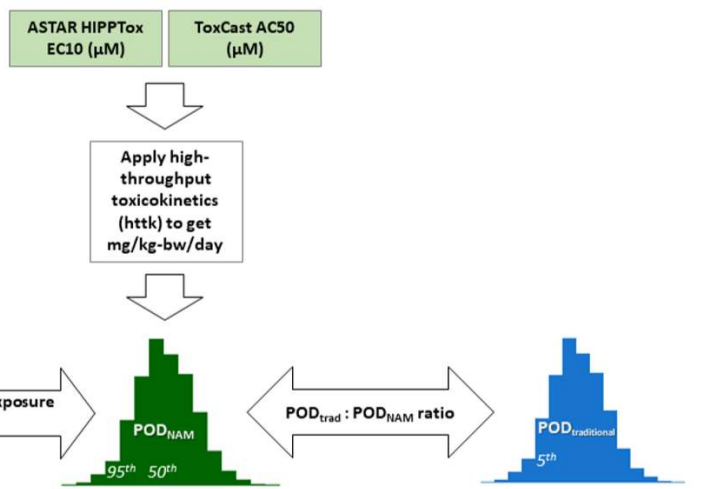 ASTAR HIPPTox
EC10 (µM)
ToxCast AC50
(µM)
Apply high-
throughput
toxicokinetics
(httk) to get
mg/kg-bw/day
PODNAM
95th 50th
PODtrad : PODNAM ratio
PODtraditional
5th